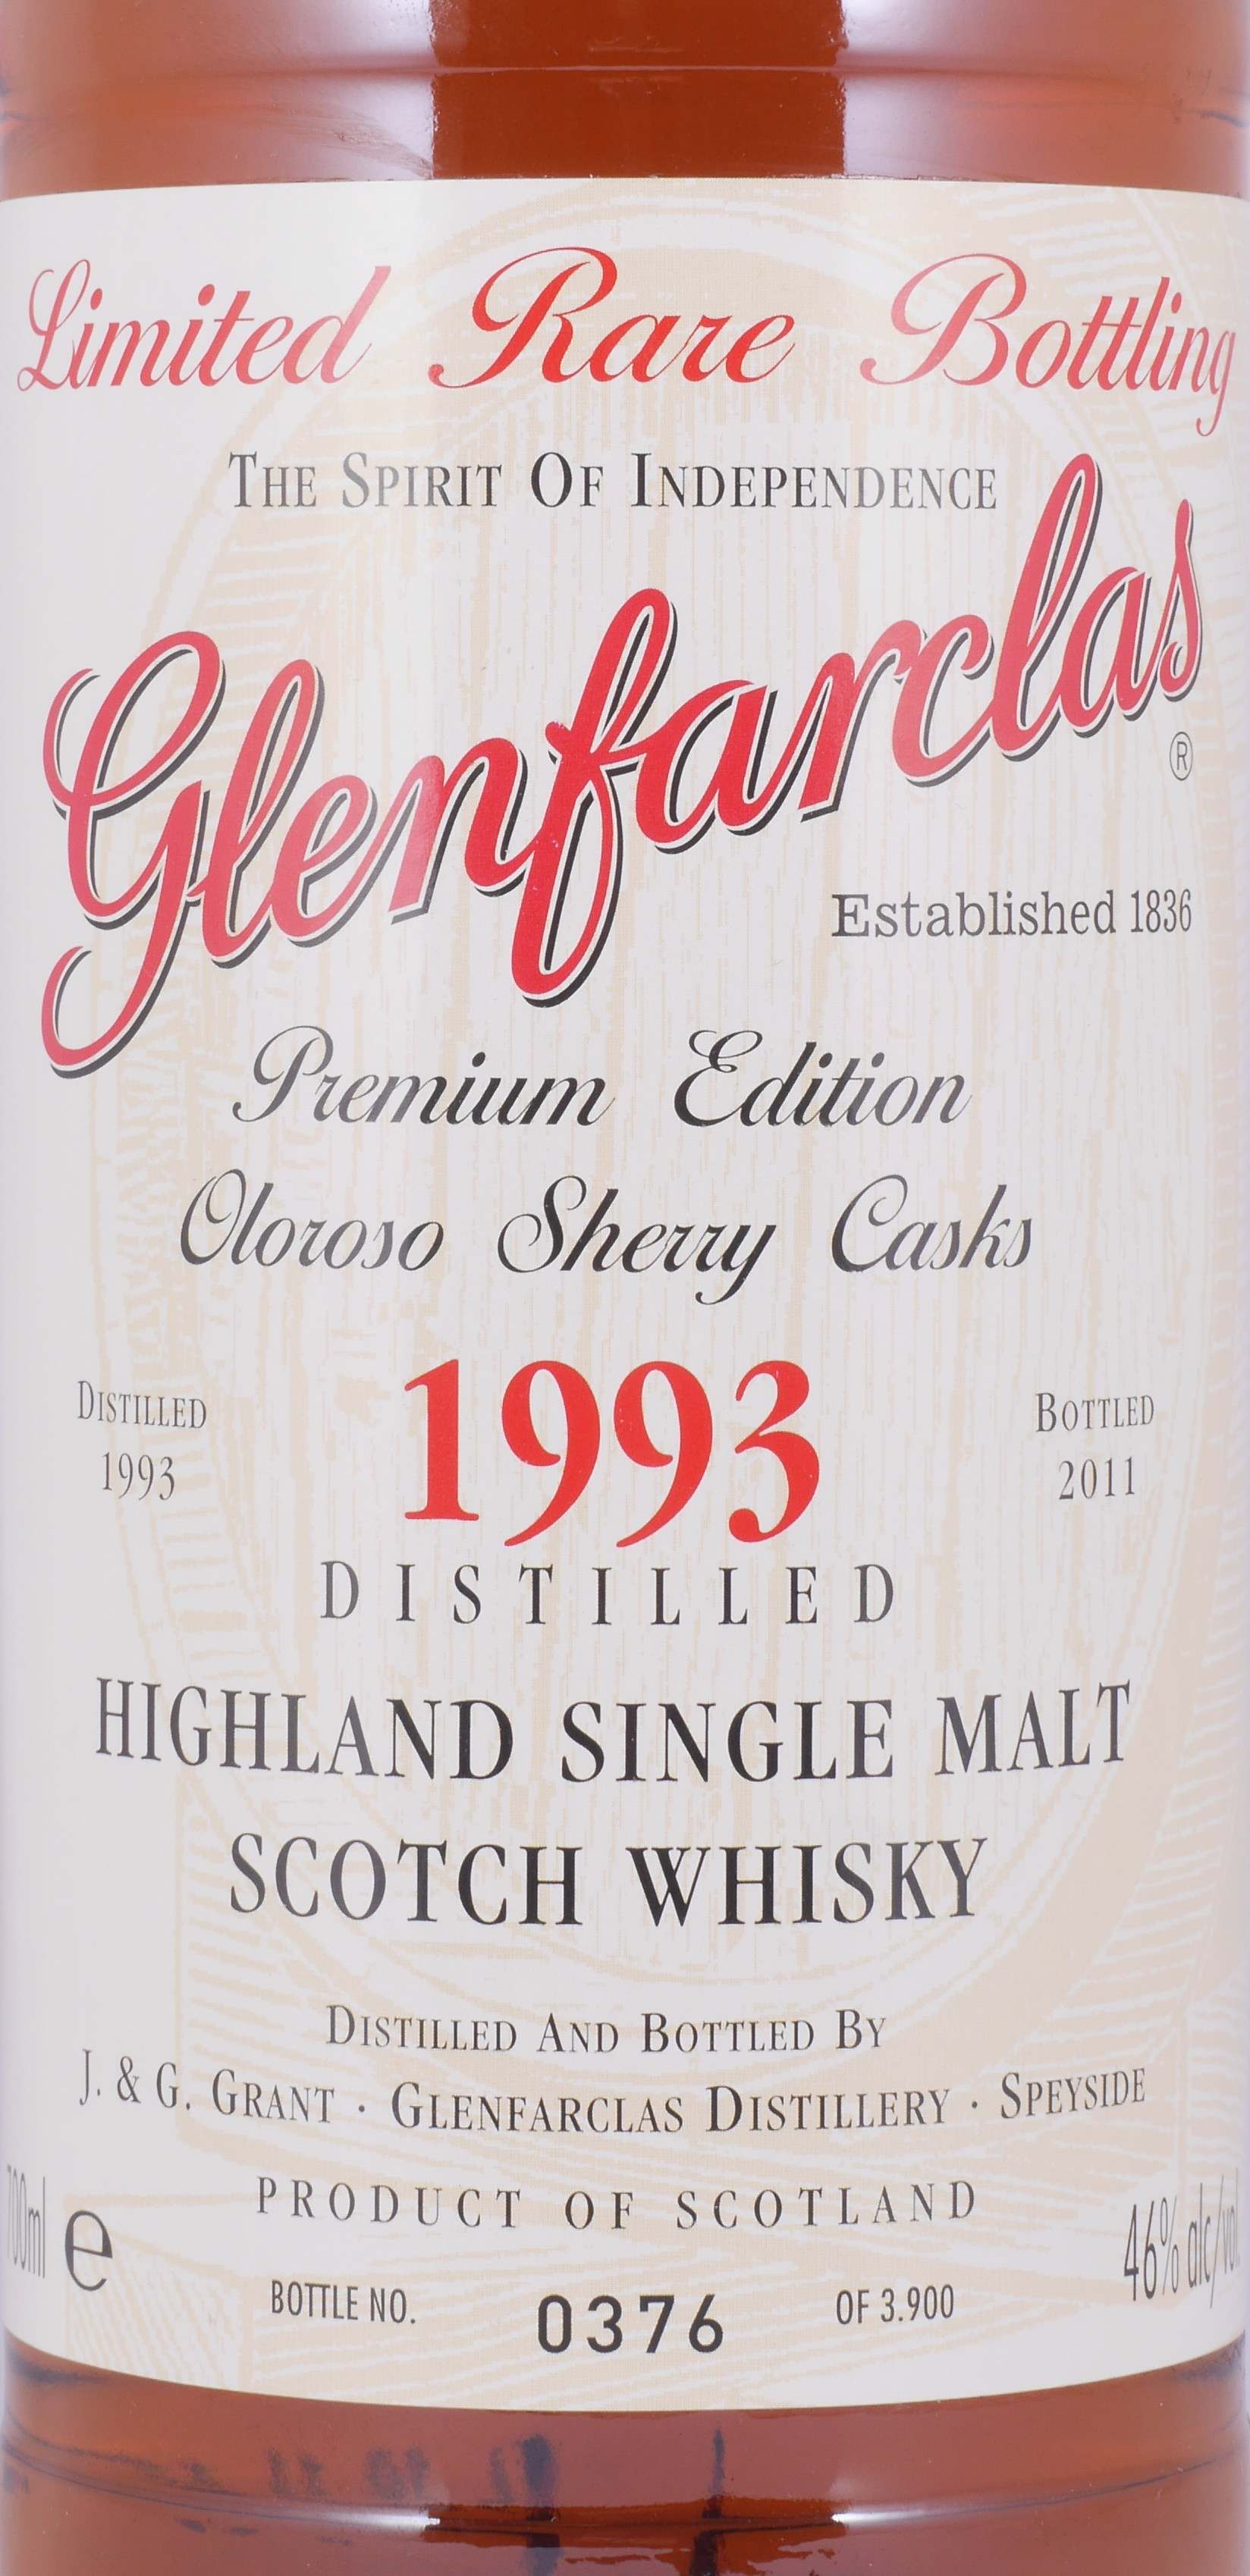 Limited Rare Bottling
THE SPIRIT OF INDEPENDENCE
Glenfarclas
®
Established 1836
Premium Edition
Oloroso Sherry Casks
DISTILLED
1993
1993
BOTTLED
2011
DISTILLED
HIGHLAND SINGLE MALT
SCOTCH WHISKY
DISTILLED AND BOTTLED BY
J. & G. GRANT · GLENFARCLAS DISTILLERY · SPEYSIDE
PRODUCT OF SCOTLAND
700ml e
46% alc/vol
BOTTLE NO. 0376 OF 3.900